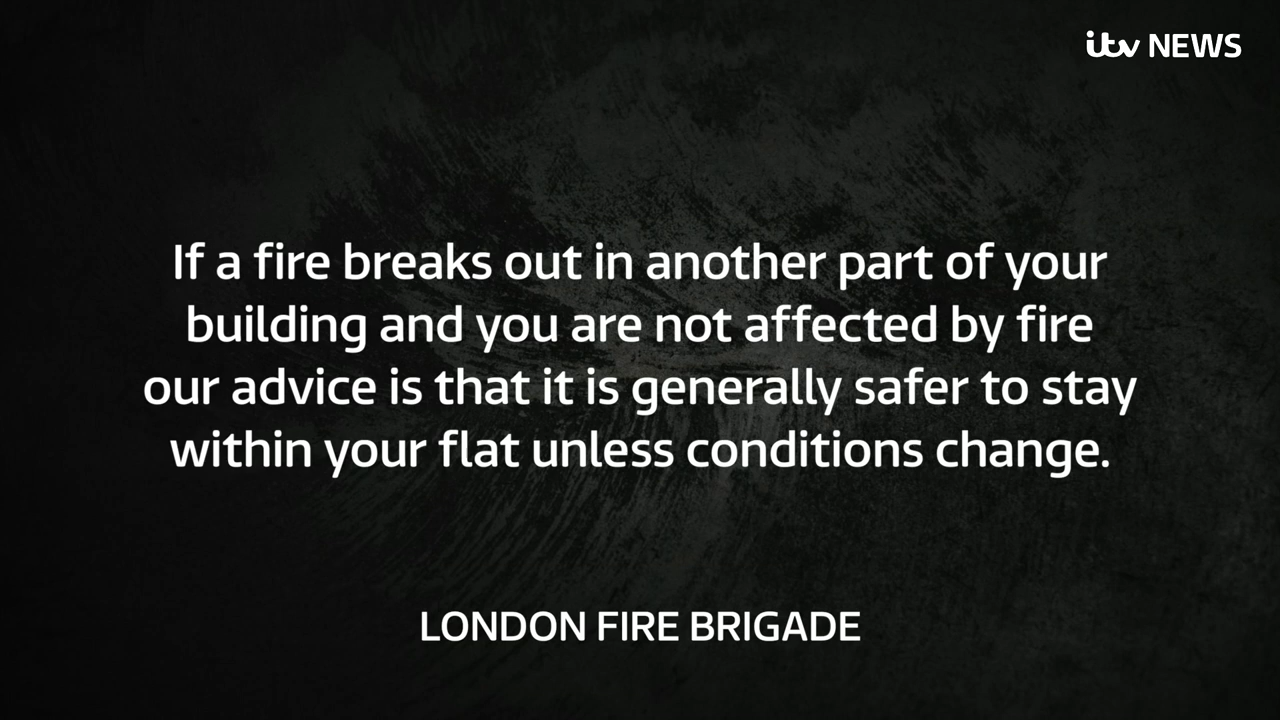 itv NEWS
If a fire breaks out in another part of your
building and you are not affected by fire
our advice is that it is generally safer to stay
within your flat unless conditions change.
LONDON FIRE BRIGADE